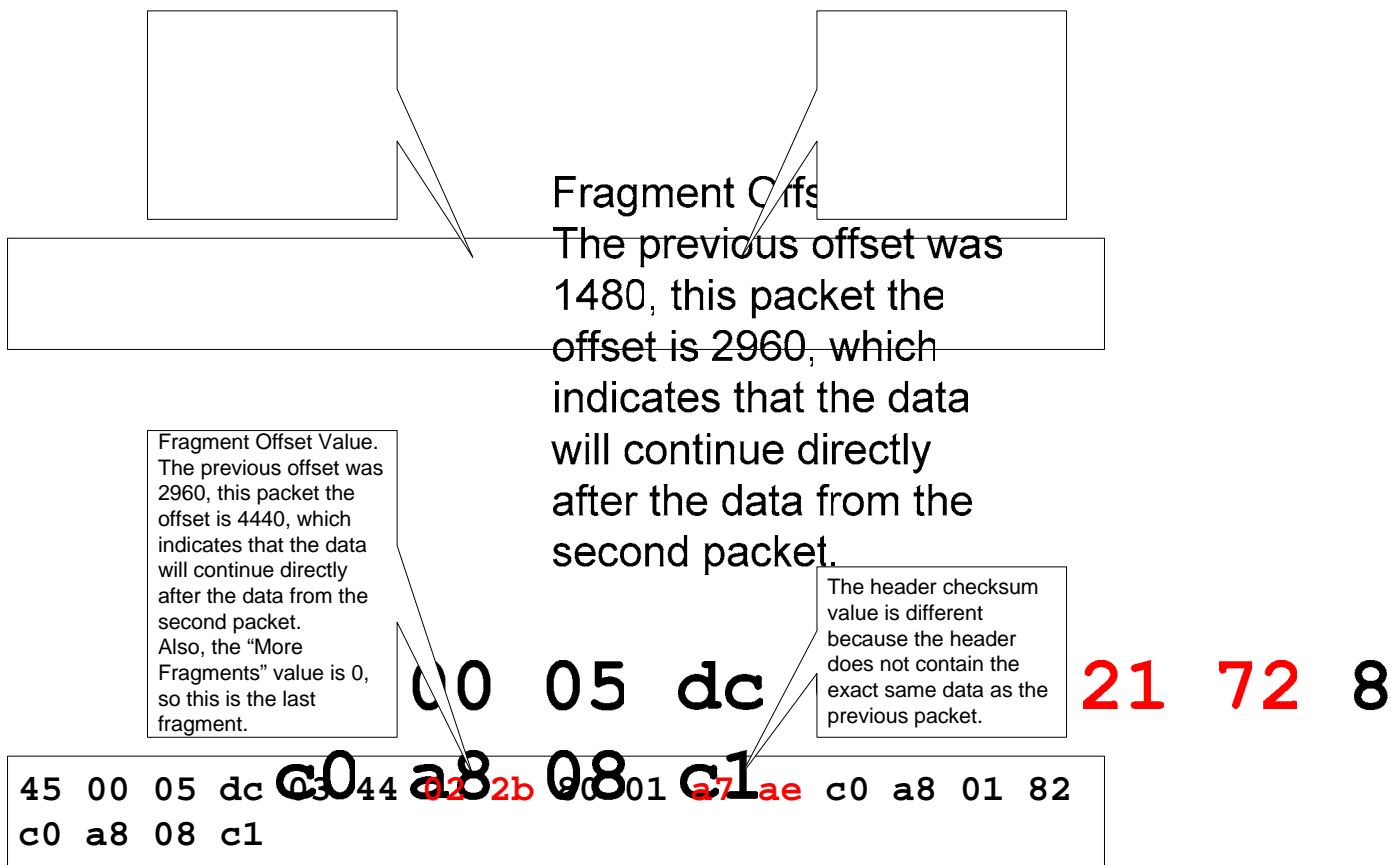 Fragment Offs
The previous offset was
1480, this packet the
offset is 2960, which
indicates that the data
will continue directly
after the data from the
second packet.
Fragment Offset Value.
The previous offset was
2960, this packet the
offset is 4440, which
indicates that the data
will continue directly
after the data from the
second packet.
Also, the “More
Fragments” value is 0,
so this is the last
fragment.
The header checksum
value is different
because the header
does not contain the
exact same data as the
previous packet.
00 05 dc 21 72 8
c0 a8 08 c1
45 00 05 dc 03 44 02 2b 80 01 a7 ae c0 a8 01 82
c0 a8 08 c1